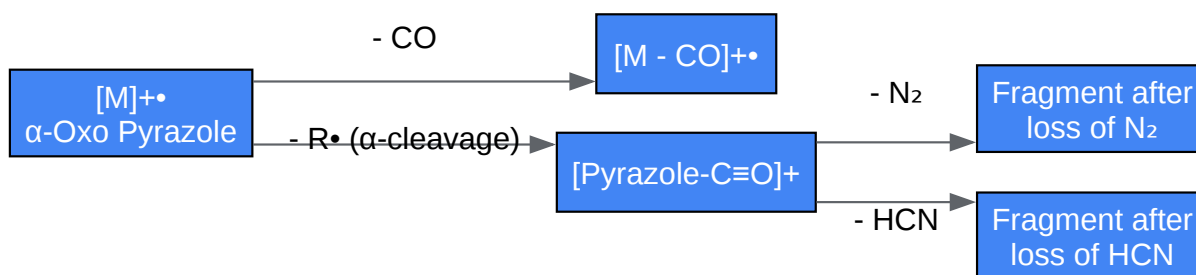 - CO
[M - CO]+•
[M]+•
α-Oxo Pyrazole
- R• (α-cleavage)
[Pyrazole-C≡O]+
- N₂
Fragment after
loss of N₂
- HCN
Fragment after
loss of HCN